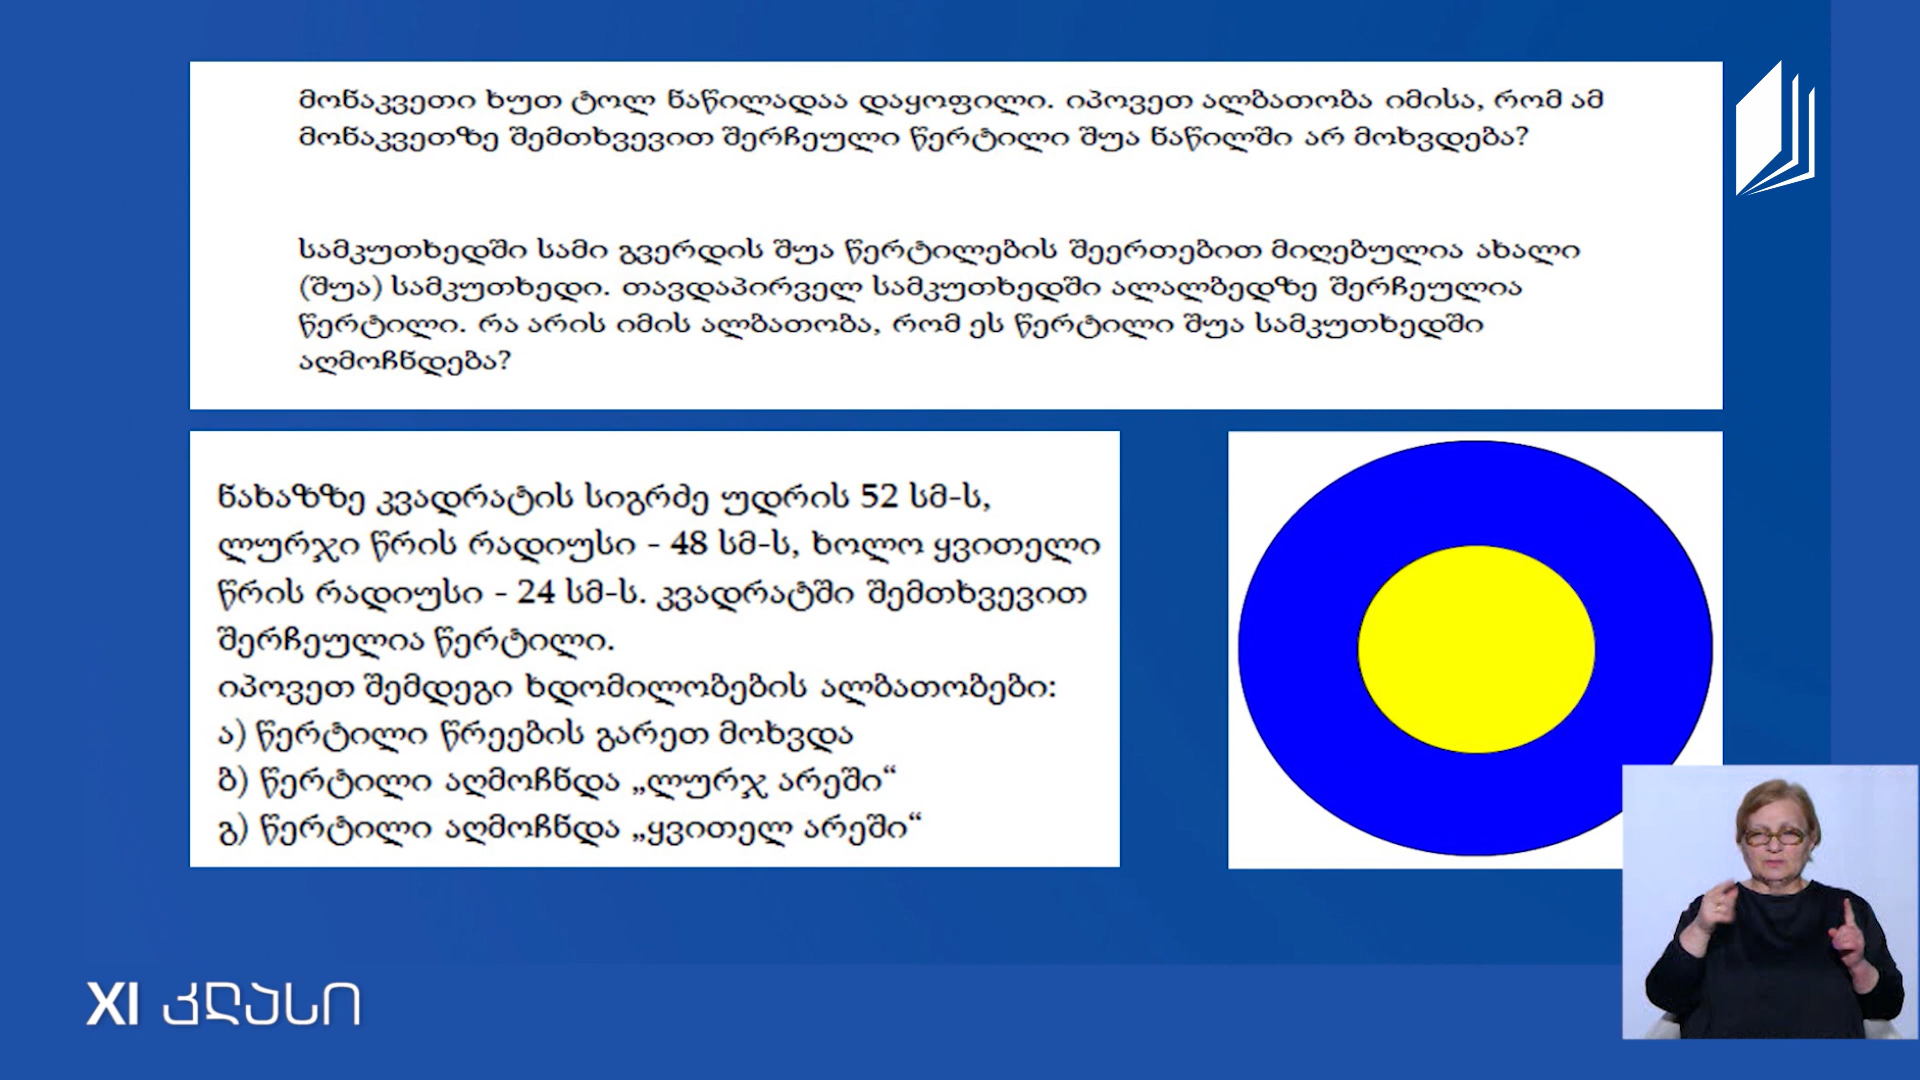 მონაკვეთი ხუთ ტოლ ნაწილადაა დაყოფილი. იპოვეთ ალბათობა იმისა, რომ ამ
მონაკვეთზე შემთხვევით შერჩეული წერტილი შუა ნაწილში არ მოხვდება?
სამკუთხედში სამი გვერდის შუა წერტილების შეერთებით მიღებულია ახალი
(შუა) სამკუთხედი. თავდაპირველ სამკუთხედში ალალბედზე შერჩეულია
წერტილი. რა არის იმის ალბათობა, რომ ეს წერტილი შუა სამკუთხედში
აღმოჩნდება?
ნახაზზე კვადრატის სიგრძე უდრის 52 სმ-ს,
ლურჯი წრის რადიუსი - 48 სმ-ს, ხოლო ყვითელი
წრის რადიუსი - 24 სმ-ს. კვადრატში შემთხვევით
შერჩეულია წერტილი.
იპოვეთ შემდეგი ხდომილობების ალბათობები:
ა) წერტილი წრეების გარეთ მოხვდა
ბ) წერტილი აღმოჩნდა „ლურჯ არეში“
გ) წერტილი აღმოჩნდა „ყვითელ არეში“
XI კლასი